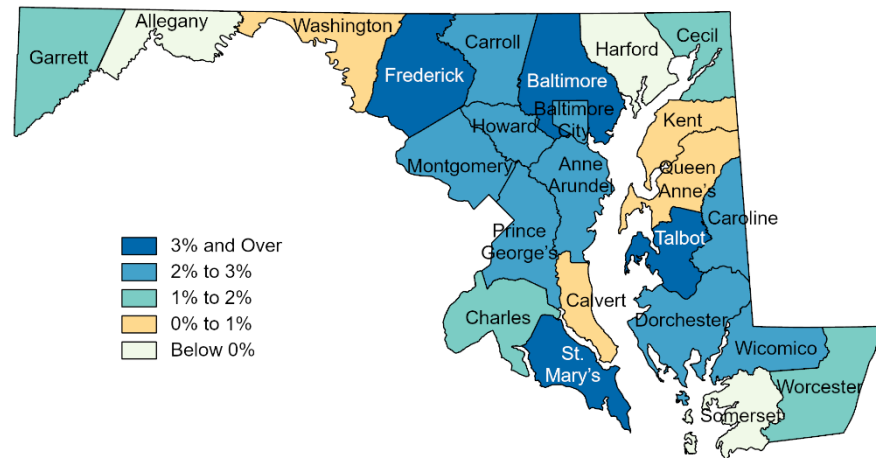 Allegany
Washington
Garrett
Carroll
Harford
Cecil
Frederick
Baltimore
Baltimore
City
Howard
Kent
Montgomery
Anne
Arundel
Queen
Anne's
Caroline
Talbot
Prince
George's
3% and Over
2% to 3%
1% to 2%
0% to 1%
Below 0%
Calvert
Charles
Dorchester
St.
Mary's
Wicomico
Worcester
Somerset